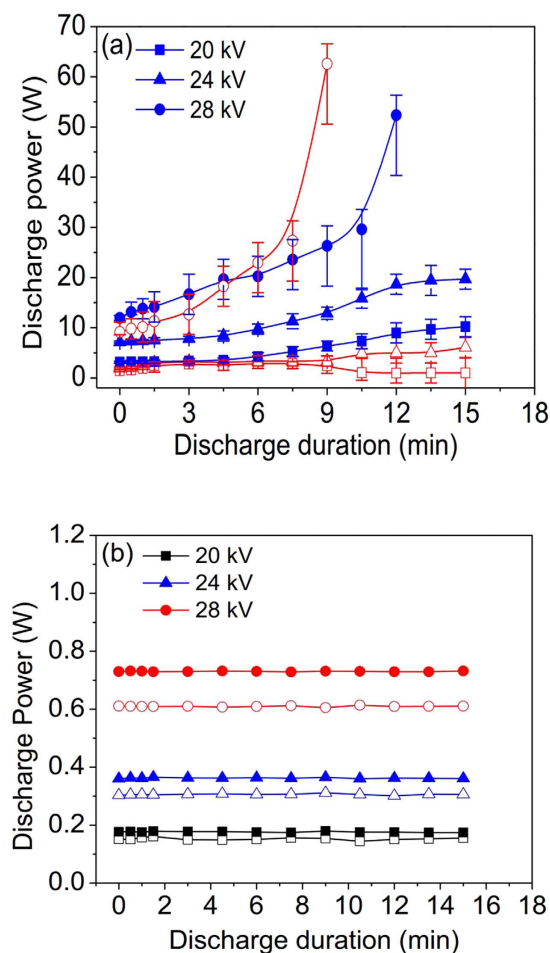 (a)
20 kV
24 kV
28 kV
70
60
50
40
30
20
10
0
Discharge power (W)
0 3 6 9 12 15 18
Discharge duration (min)
(b)
20 kV
24 kV
28 kV
1.2
1.0
0.8
0.6
0.4
0.2
0.0
Discharge Power (W)
0 2 4 6 8 10 12 14 16 18
Discharge duration (min)